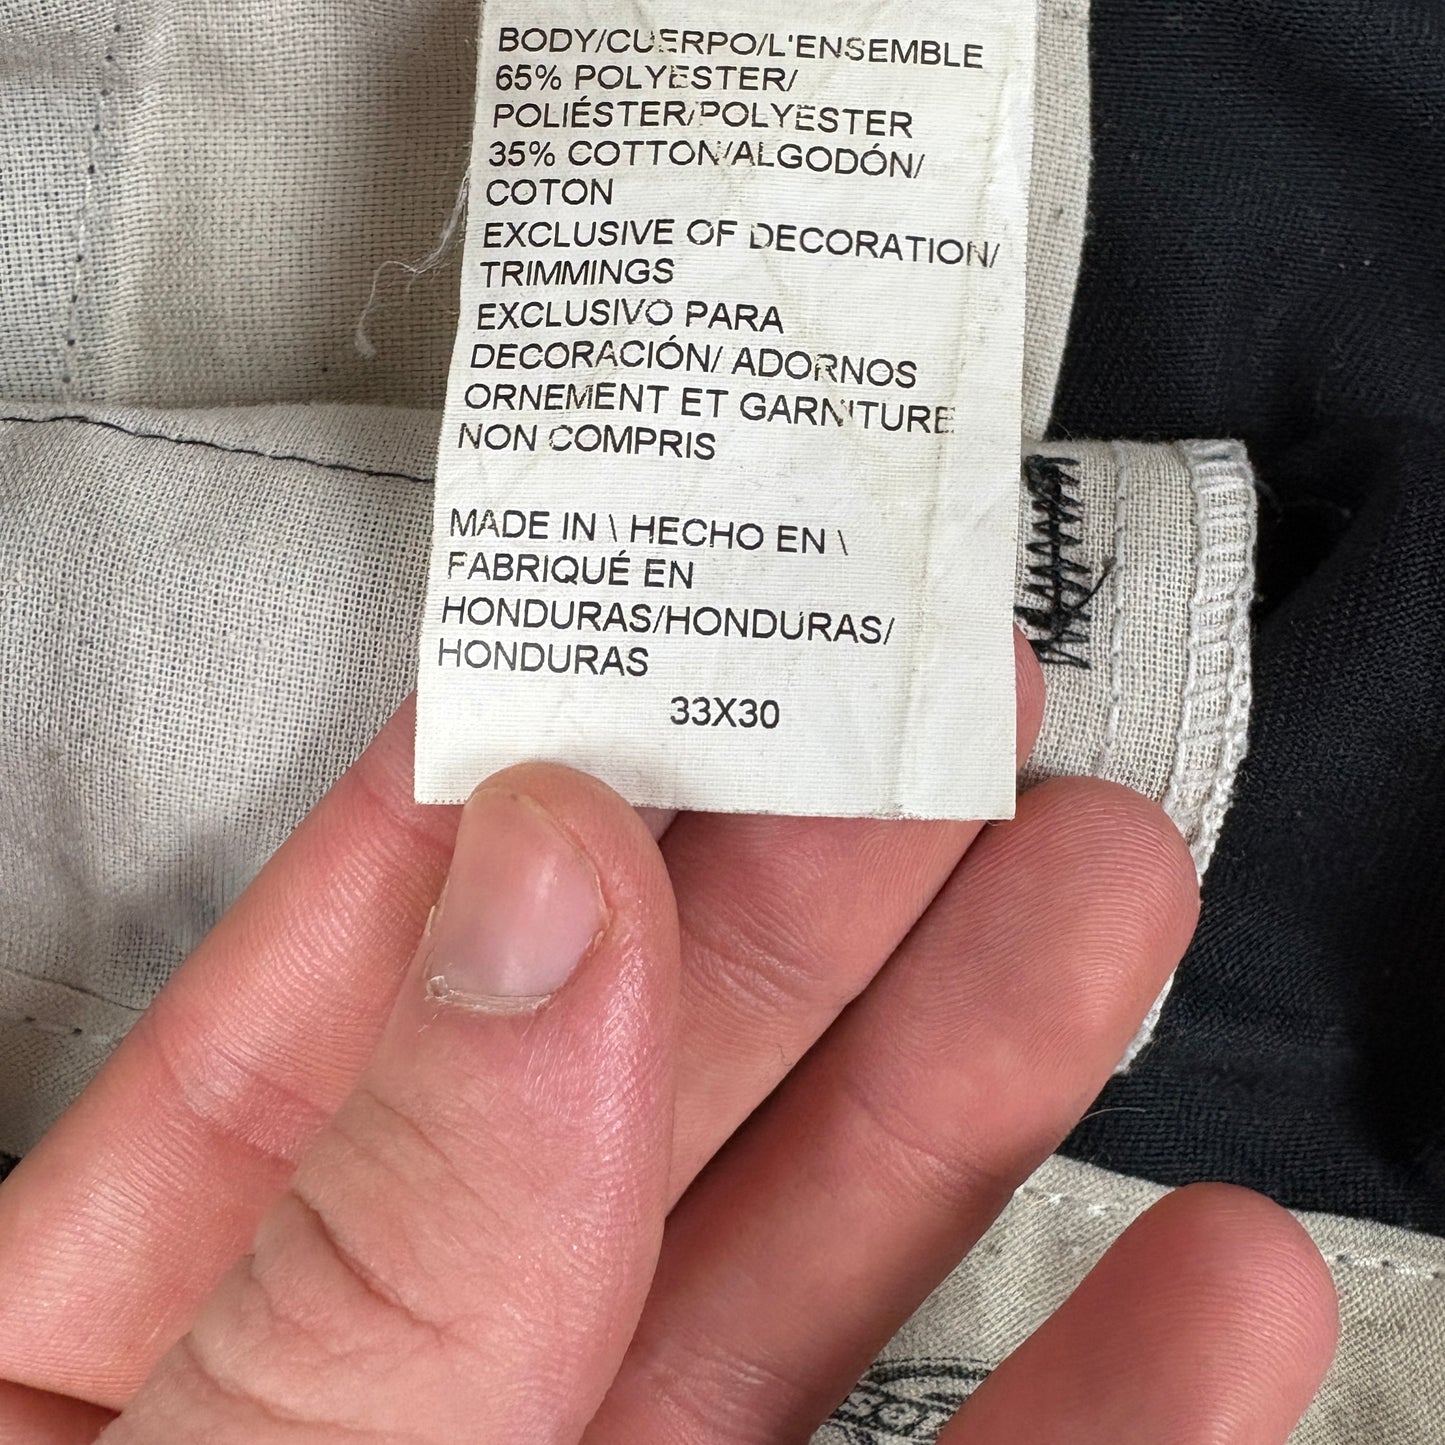 BODY/CUERPO/L'ENSEMBLE
65% POLYESTER/
POLIÉSTER/POLYESTER
35% COTTON/ALGODÓN/
COTON
EXCLUSIVE OF DECORATION/
TRIMMINGS
EXCLUSIVO PARA
DECORACIÓN/ ADORNOS
ORNEMENT ET GARNITURE
NON COMPRIS
MADE IN \ HECHO EN \
FABRIQUÉ EN
HONDURAS/HONDURAS/
HONDURAS
33X30